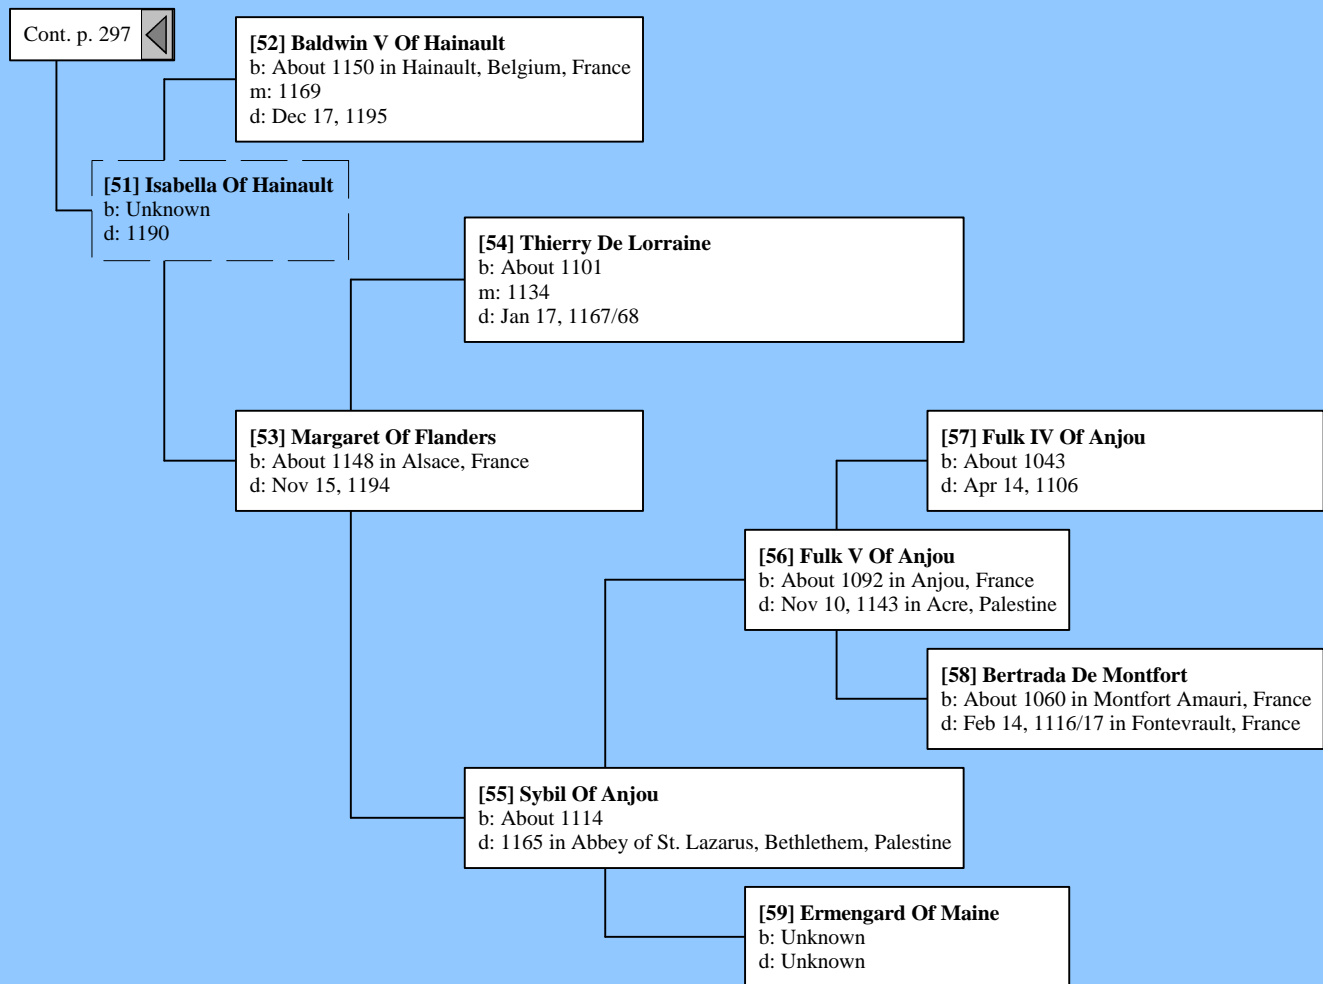 Cont. p. 297
[52] Baldwin V Of Hainault
b: About 1150 in Hainault, Belgium, France
m: 1169
d: Dec 17, 1195
[51] Isabella Of Hainault
b: Unknown
d: 1190
[54] Thierry De Lorraine
b: About 1101
m: 1134
d: Jan 17, 1167/68
[53] Margaret Of Flanders
b: About 1148 in Alsace, France
d: Nov 15, 1194
[57] Fulk IV Of Anjou
b: About 1043
d: Apr 14, 1106
[56] Fulk V Of Anjou
b: About 1092 in Anjou, France
d: Nov 10, 1143 in Acre, Palestine
[58] Bertrada De Montfort
b: About 1060 in Montfort Amauri, France
d: Feb 14, 1116/17 in Fontevrault, France
[55] Sybil Of Anjou
b: About 1114
d: 1165 in Abbey of St. Lazarus, Bethlethem, Palestine
[59] Ermengard Of Maine
b: Unknown
d: Unknown